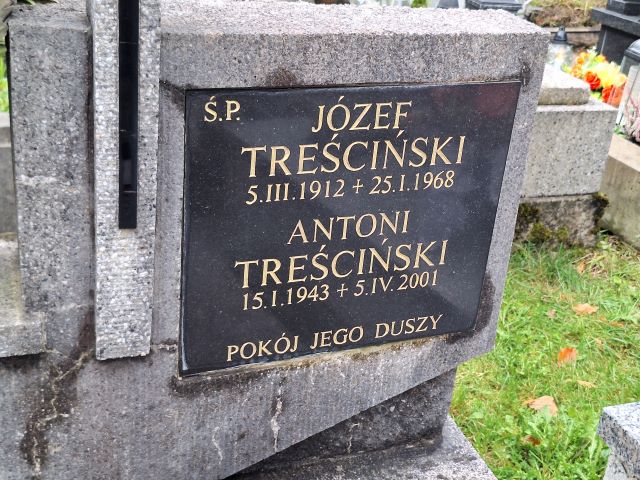 Ś.P. JÓZEF
TREŚCIŃSKI
5.III.1912 + 25.I.1968
ANTONI
TREŚCIŃSKI
15.I.1943 + 5.IV.2001
POKÓJ JEGO DUSZY